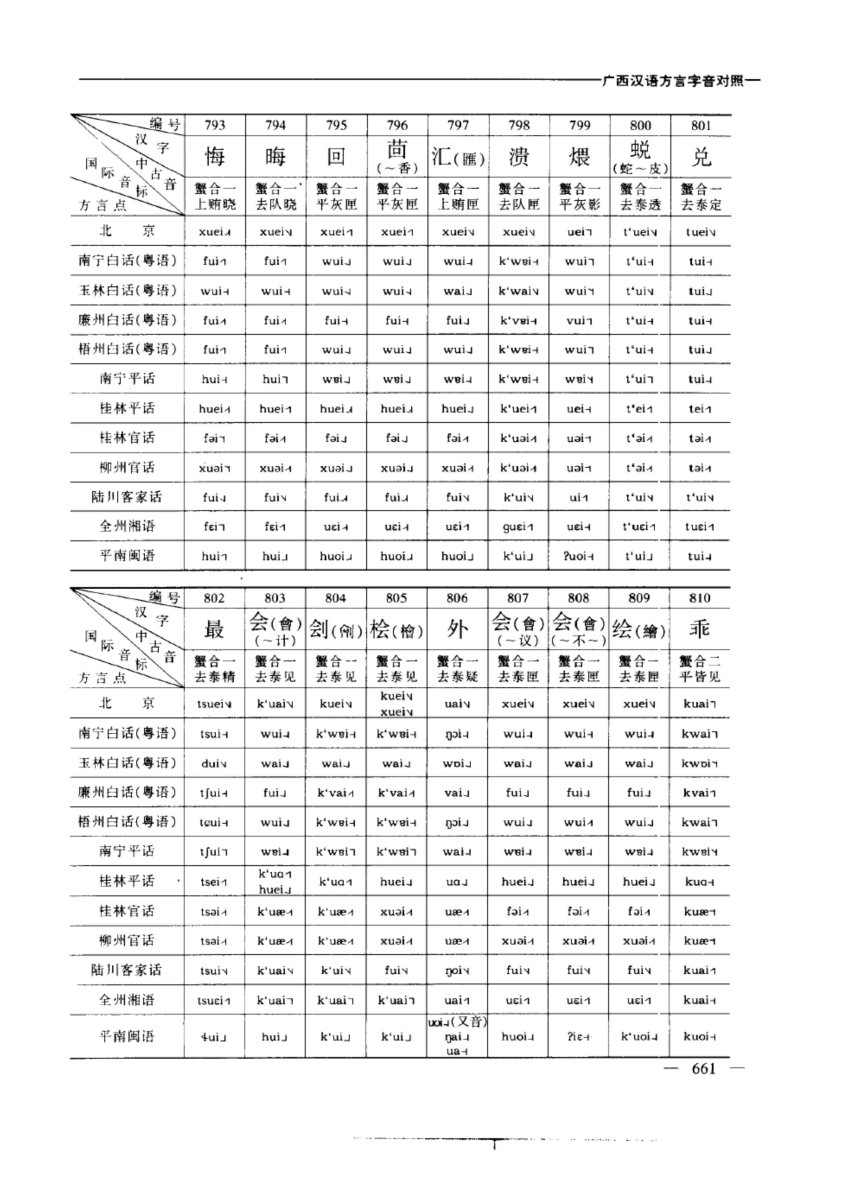 广西汉语方言字音对照
编号 793 794 795 796 797 798 799 800 801
汉字 悔 晦 回 茴(～香) 汇(匯) 溃 煨 蜕(蛇～皮) 兑
国际音标 中古音 方言点
蟹合一 蟹合一 蟹合一 蟹合一 蟹合一 蟹合一 蟹合一 蟹合一 蟹合一
上贿晓 去队晓 平灰匣 平灰匣 上贿匣 去队匣 平灰影 去泰透 去泰定
北京 xuei xuei xuei xuei xuei xuei uei t‘uei tuei
南宁白话(粤语) fui fui wui wui wui k‘wɐi wui t‘ui tui
玉林白话(粤语) wui wui wui wui wai k‘wai wui t‘ui tui
廉州白话(粤语) fui fui fui fui fui k‘vɐi vui t‘ui tui
梧州白话(粤语) fui fui wui wui wui k‘wɐi wui t‘ui tui
南宁平话 hui hui wɐi wɐi wɐi k‘wɐi wɐi t‘ui tui
桂林平话 huei huei huei huei huei k‘uei uei t‘ei tei
桂林官话 fəi fəi fəi fəi fəi k‘uəi uəi t‘əi təi
柳州官话 xuəi xuəi xuəi xuəi xuəi k‘uəi uəi t‘əi təi
陆川客家话 fui fui fui fui fui k‘ui ui t‘ui t‘ui
全州湘语 fɛi fɛi uɛi uɛi uɛi guɛi uɛi t‘uɛi tuɛi
平南闽语 hui hui huoi huoi huoi k‘ui ʔuoi t‘ui tui
编号 802 803 804 805 806 807 808 809 810
汉字 最 会(會)(～计) 刽(劊) 桧(檜) 外 会(會)(～议) 会(會)(～不～) 绘(繪) 乖
国际音标 中古音 方言点
蟹合一 蟹合一 蟹合一 蟹合一 蟹合一 蟹合一 蟹合一 蟹合一 蟹合二
去泰精 去泰见 去泰见 去泰见 去泰疑 去泰匣 去泰匣 去泰匣 平皆见
北京 tsuei k‘uai kuei kuei xuei uai xuei xuei xuei kuai
南宁白话(粤语) tsui wui k‘wɐi k‘wɐi ŋɔi wui wui wui kwai
玉林白话(粤语) dui wai wai wai wɒi wai wai wai kwɒi
廉州白话(粤语) tʃui fui k‘vai k‘vai vai fui fui fui kvai
梧州白话(粤语) tɕui wui k‘wɐi k‘wɐi ŋɔi wui wui wui kwai
南宁平话 tʃui wɐi k‘wɐi k‘wɐi wai wɐi wɐi wɐi kwɐi
桂林平话 tsei k‘uɑ huei k‘uɑ huei uɑ huei huei huei kuɑ
桂林官话 tsəi k‘uæ k‘uæ xuəi uæ fəi fəi fəi kuæ
柳州官话 tsəi k‘uæ k‘uæ xuəi uæ xuəi xuəi xuəi kuæ
陆川客家话 tsui k‘uai k‘ui fui ŋoi fui fui fui kuai
全州湘语 tsuɛi k‘uai k‘uai k‘uai uai uɛi uɛi uɛi kuai
平南闽语 ɬui hui k‘ui k‘ui uoi(又音) ŋai ua huoi ʔiɛ k‘uoi kuoi
— 661 —